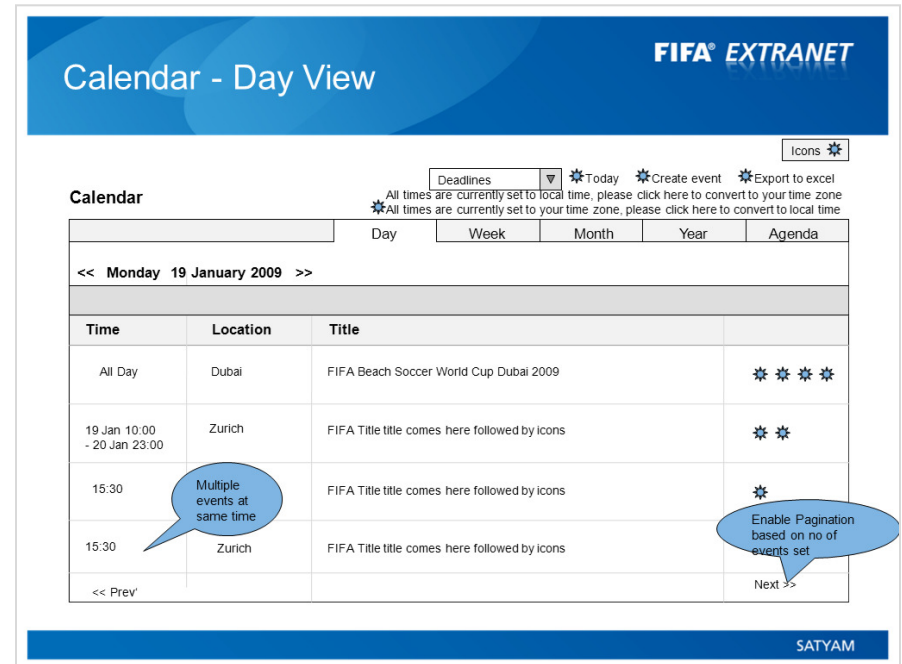 Calendar - Day View
FIFA® EXTRANET
Icons
Deadlines Today Create event Export to excel
Calendar
All times are currently set to local time, please click here to convert to your time zone
All times are currently set to your time zone, please click here to convert to local time
Day Week Month Year Agenda
<< Monday 19 January 2009 >>
Time Location Title
All Day Dubai FIFA Beach Soccer World Cup Dubai 2009
19 Jan 10:00
- 20 Jan 23:00
Zurich FIFA Title title comes here followed by icons
15:30 FIFA Title title comes here followed by icons
Multiple
events at
same time
15:30 Zurich FIFA Title title comes here followed by icons
Enable Pagination
based on no of
events set
<< Prev' Next >>
SATYAM